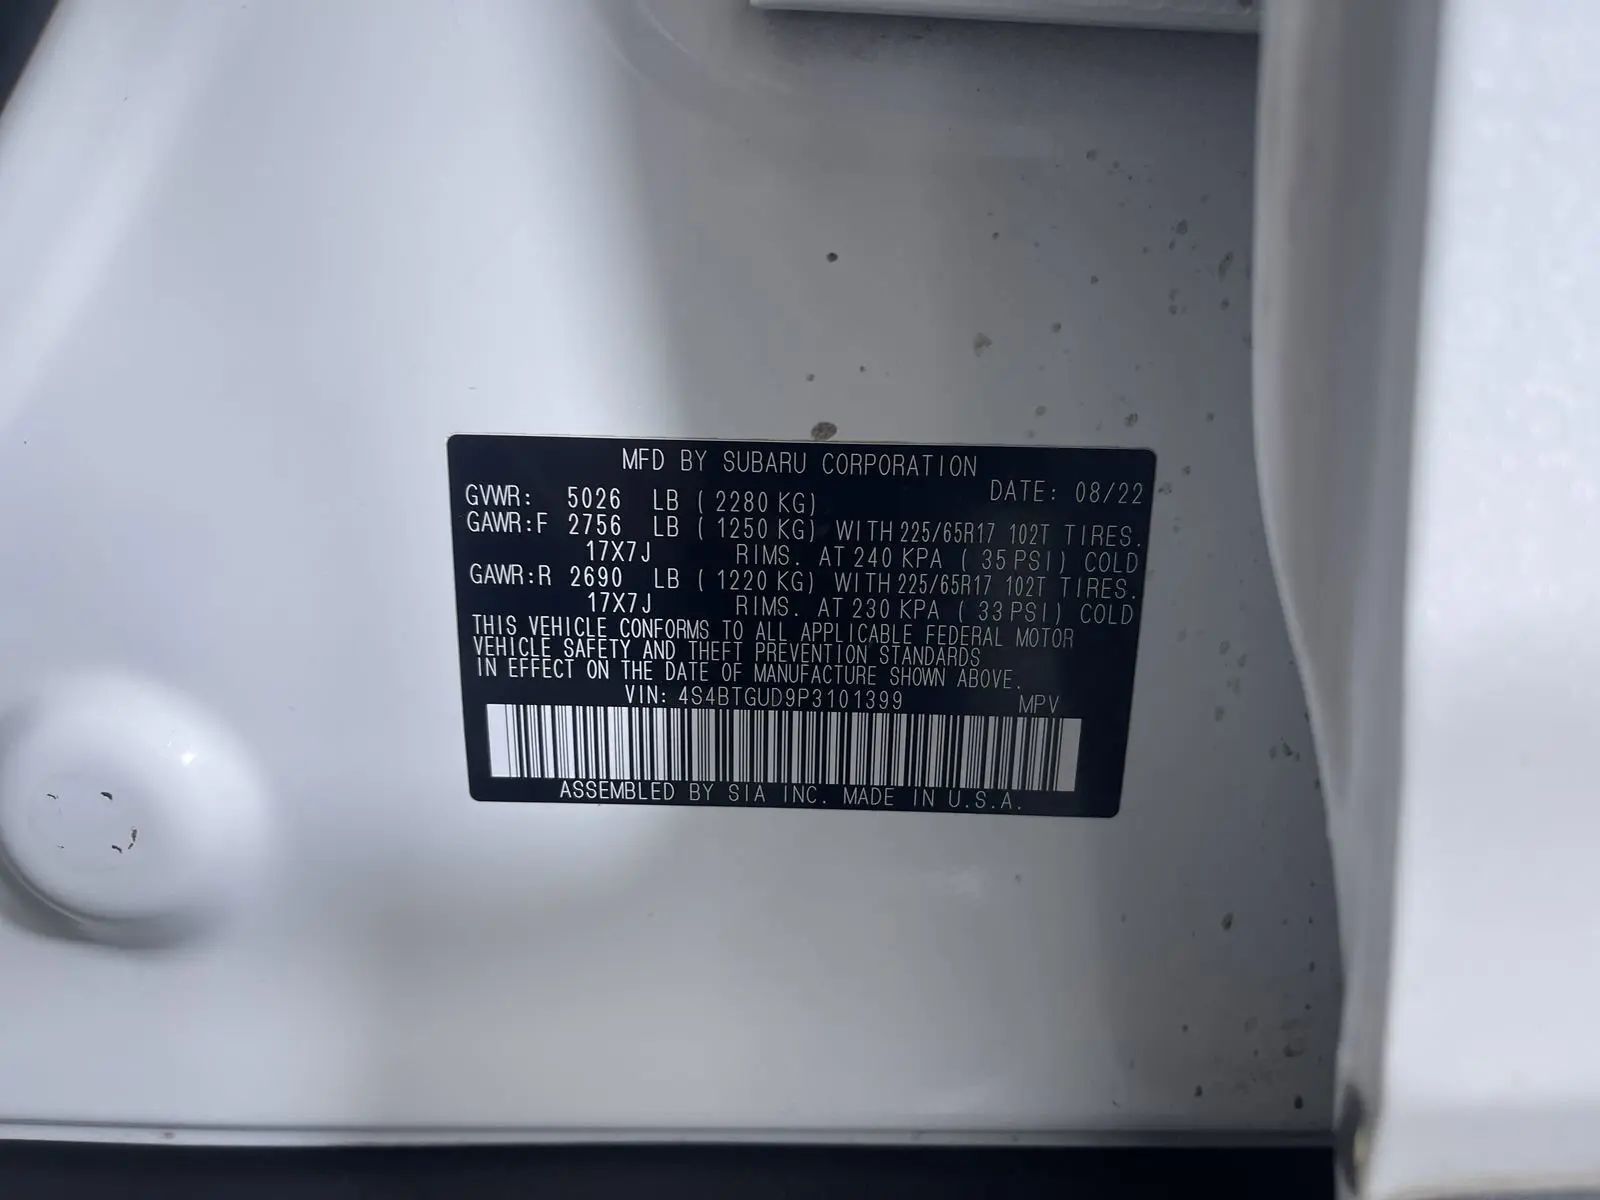 MFD BY SUBARU CORPORATION
DATE: 08/22
GVWR: 5026 LB (2280 KG)
GAWR:F 2756 LB (1250 KG) WITH 225/65R17 102T TIRES.
17X7J RIMS. AT 240 KPA (35 PSI) COLD
GAWR:R 2690 LB (1220 KG) WITH 225/65R17 102T TIRES.
17X7J RIMS. AT 230 KPA (33 PSI) COLD
THIS VEHICLE CONFORMS TO ALL APPLICABLE FEDERAL MOTOR
VEHICLE SAFETY AND THEFT PREVENTION STANDARDS
IN EFFECT ON THE DATE OF MANUFACTURE SHOWN ABOVE.
VIN: 4S4BTGUD9P3101399 MPV
ASSEMBLED BY SIA INC. MADE IN U.S.A.